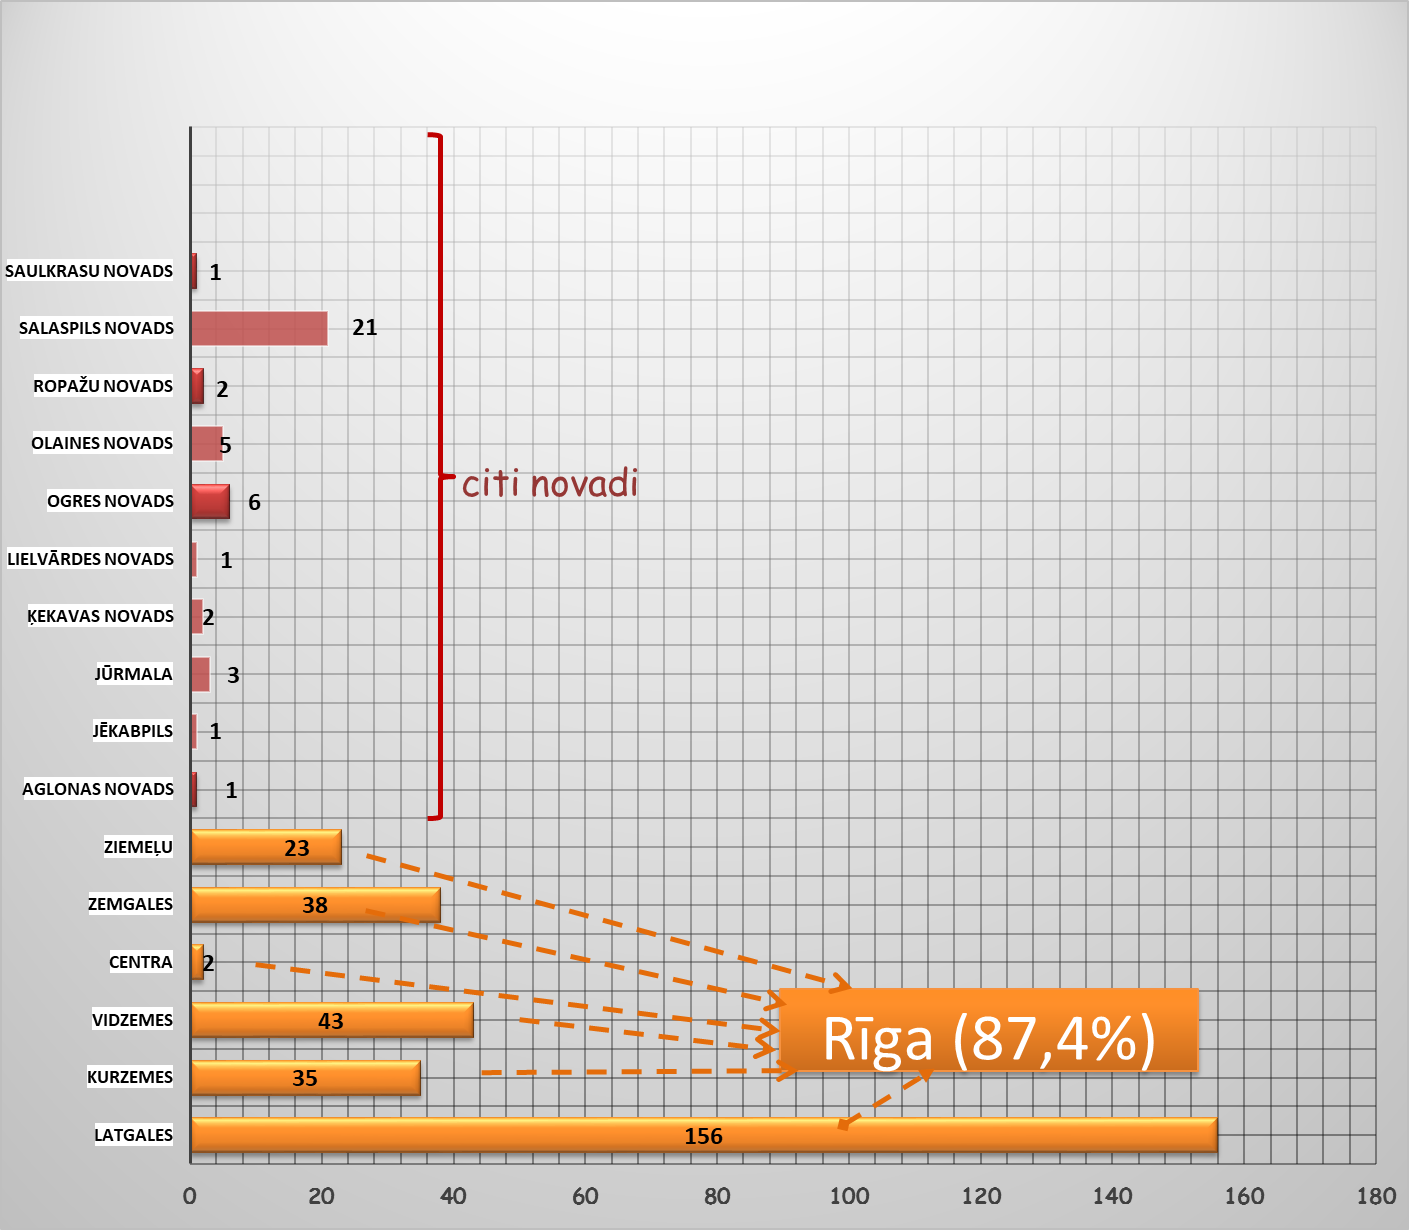 SAULKRASU NOVADS 1
SALASPILS NOVADS 21
ROPAŽU NOVADS 2
OLAINES NOVADS 5
OGRES NOVADS 6
citi novadi
LIELVĀRDES NOVADS 1
ĶEKAVAS NOVADS 2
JŪRMALA 3
JĒKABPILS 1
AGLONAS NOVADS 1
ZIEMEĻU 23
ZEMGALES 38
CENTRA 2
VIDZEMES 43
Rīga (87,4%)
KURZEMES 35
LATGALES 156
0 20 40 60 80 100 120 140 160 180